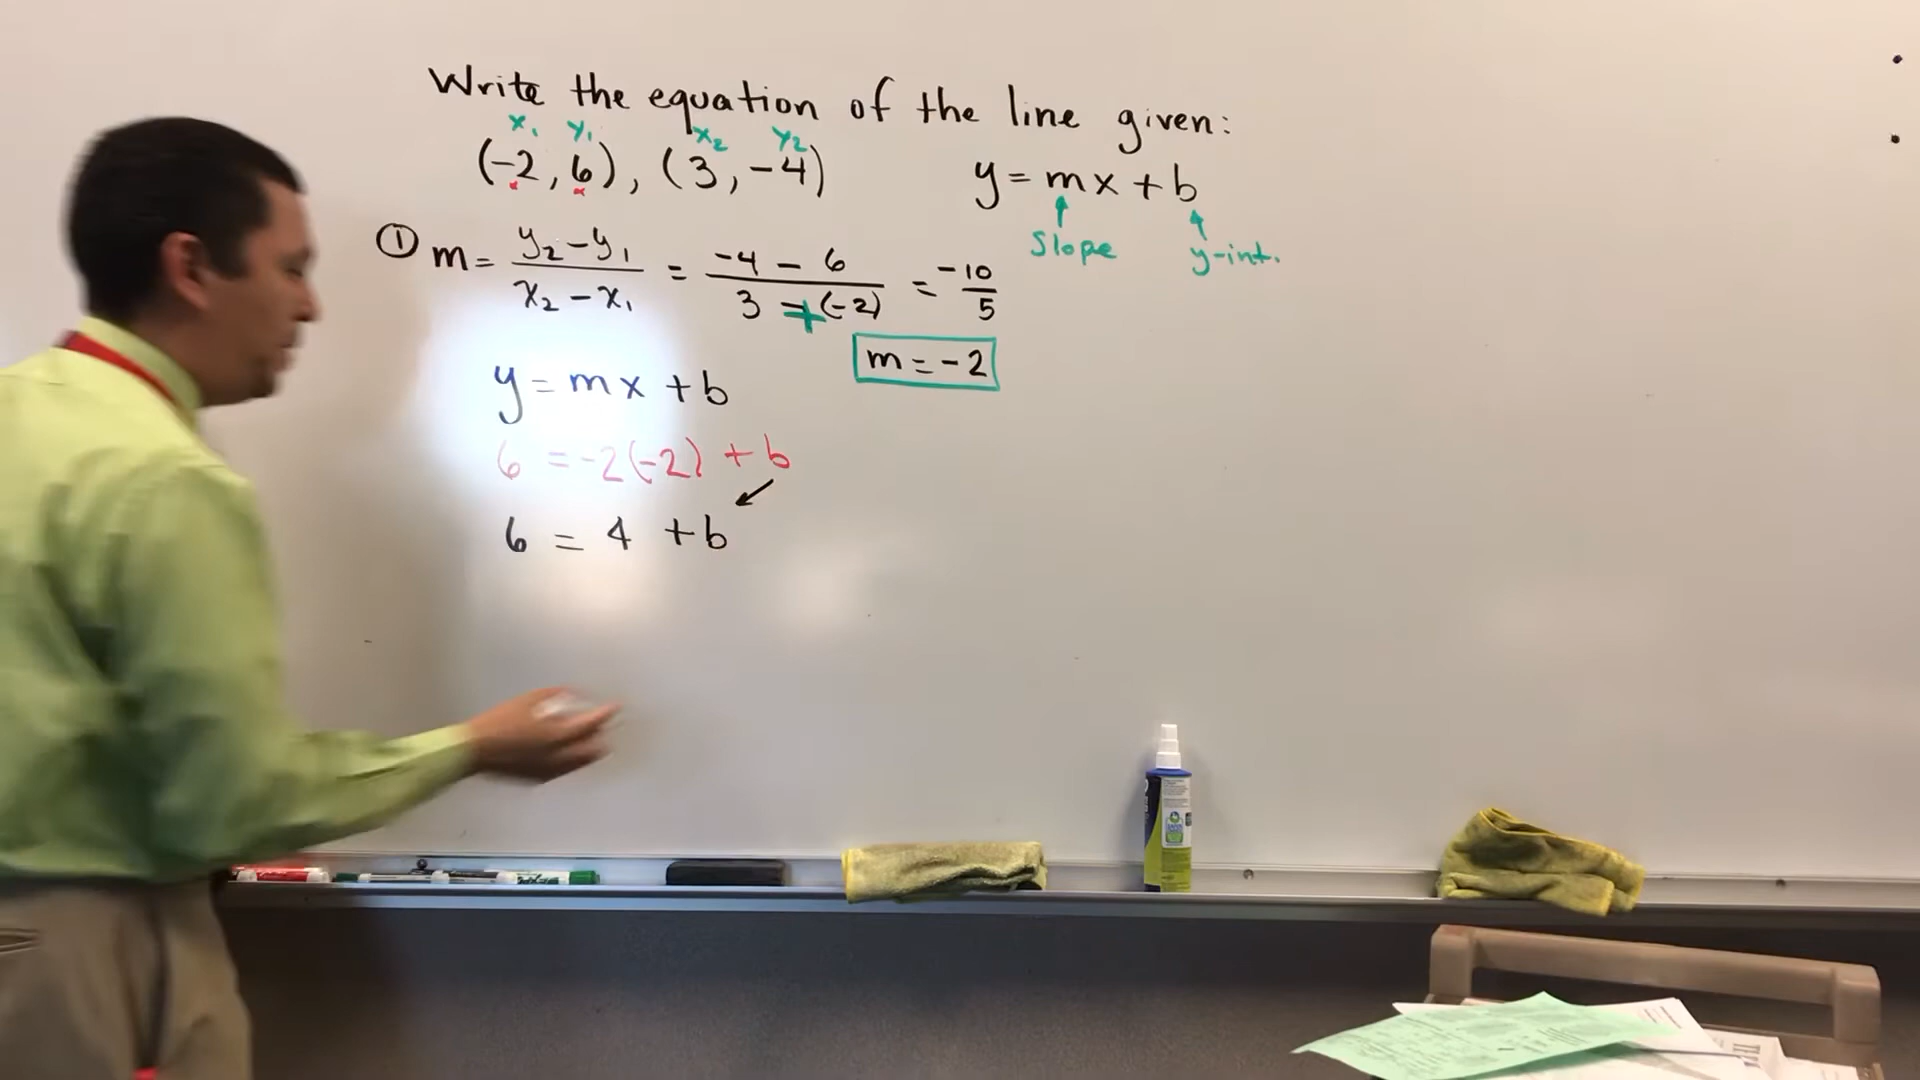 Write the equation of the line given:
x₁ y₁ x₂ y₂
(-2, 6), (3, -4)
y = mx + b
Slope y-int.
① m = y₂ - y₁ / x₂ - x₁ = -4 - 6 / 3 + (-2) = -10 / 5
m = -2
y = mx + b
6 = -2(-2) + b
6 = 4 + b